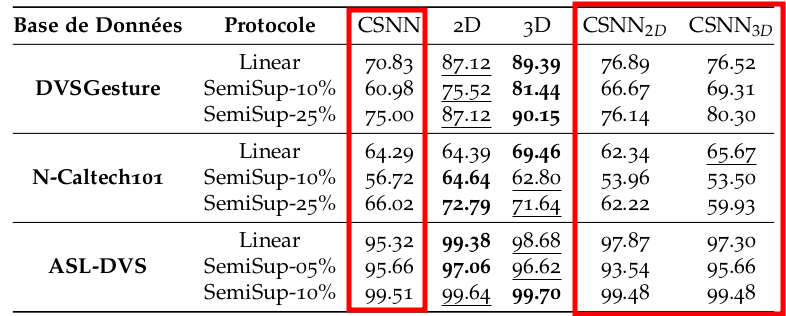 Base de Données Protocole CSNN 2D 3D CSNN2D CSNN3D
Linear 70.83 87.12 89.39 76.89 76.52
DVSGesture SemiSup-10% 60.98 75.52 81.44 66.67 69.31
SemiSup-25% 75.00 87.12 90.15 76.14 80.30
Linear 64.29 64.39 69.46 62.34 65.67
N-Caltech101 SemiSup-10% 56.72 64.64 62.80 53.96 53.50
SemiSup-25% 66.02 72.79 71.64 62.22 59.93
Linear 95.32 99.38 98.68 97.87 97.30
ASL-DVS SemiSup-05% 95.66 97.06 96.62 93.54 95.66
SemiSup-10% 99.51 99.64 99.70 99.48 99.48